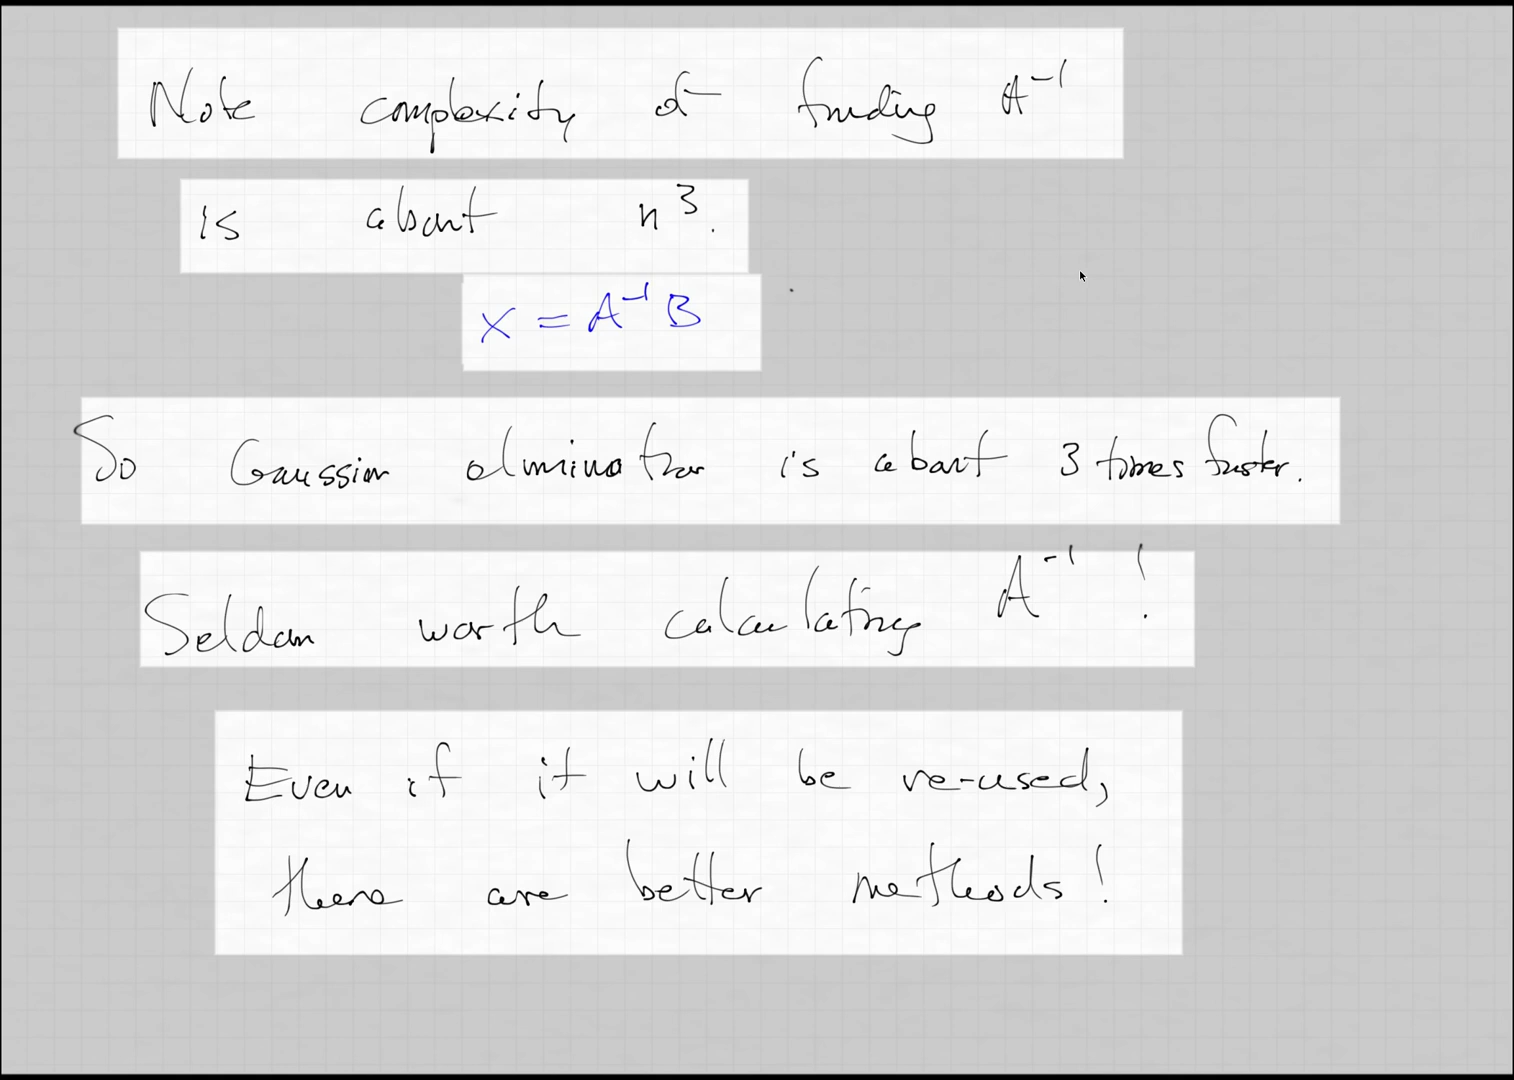 Note complexity of finding A⁻¹
is about n³.
x = A⁻¹ B
So Gaussian elimination is about 3 times faster.
Seldom worth calculating A⁻¹ !
Even if it will be re-used,
there are better methods!